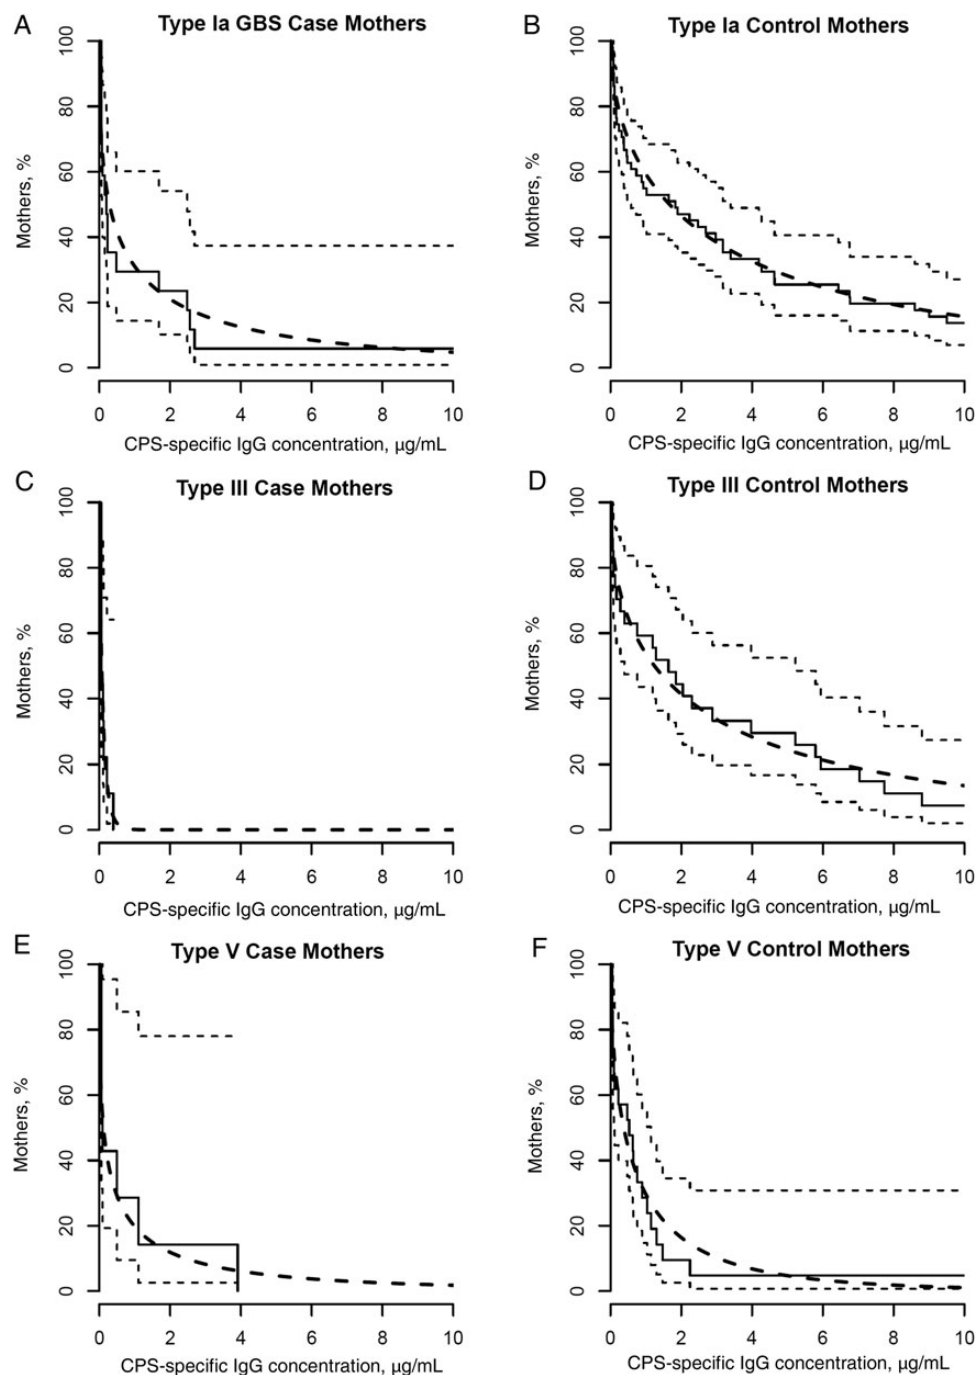 A
Type Ia GBS Case Mothers
Mothers, %
100
80
60
40
20
0
0 2 4 6 8 10
CPS-specific IgG concentration, µg/mL
B
Type Ia Control Mothers
Mothers, %
100
80
60
40
20
0
0 2 4 6 8 10
CPS-specific IgG concentration, µg/mL
C
Type III Case Mothers
Mothers, %
100
80
60
40
20
0
0 2 4 6 8 10
CPS-specific IgG concentration, µg/mL
D
Type III Control Mothers
Mothers, %
100
80
60
40
20
0
0 2 4 6 8 10
CPS-specific IgG concentration, µg/mL
E
Type V Case Mothers
Mothers, %
100
80
60
40
20
0
0 2 4 6 8 10
CPS-specific IgG concentration, µg/mL
F
Type V Control Mothers
Mothers, %
100
80
60
40
20
0
0 2 4 6 8 10
CPS-specific IgG concentration, µg/mL